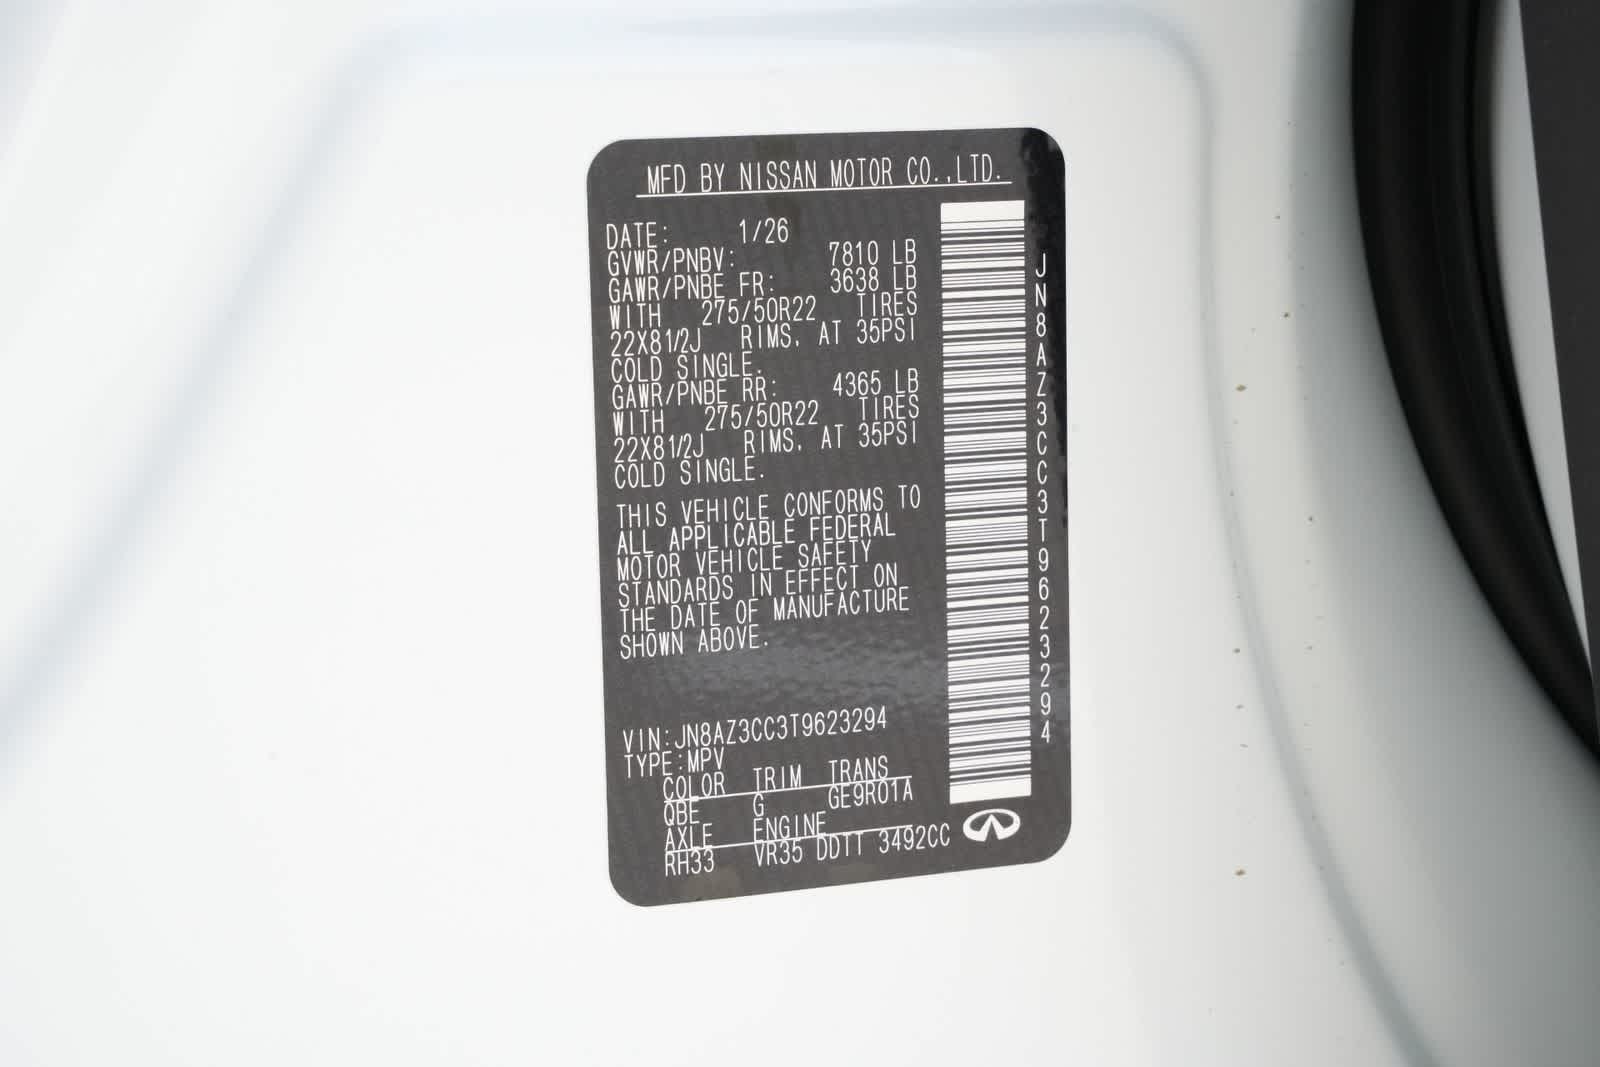 MFD BY NISSAN MOTOR CO.,LTD.
DATE: 1/26
GVWR/PNBV: 7810 LB
GAWR/PNBE FR: 3638 LB
WITH 275/50R22 TIRES
22X81/2J RIMS, AT 35PSI
COLD SINGLE.
GAWR/PNBE RR: 4365 LB
WITH 275/50R22 TIRES
22X81/2J RIMS, AT 35PSI
COLD SINGLE.
THIS VEHICLE CONFORMS TO
ALL APPLICABLE FEDERAL
MOTOR VEHICLE SAFETY
STANDARDS IN EFFECT ON
THE DATE OF MANUFACTURE
SHOWN ABOVE.
VIN:JN8AZ3CC3T9623294
TYPE:MPV
COLOR TRIM TRANS
QBE G GE9R01A
AXLE ENGINE
RH33 VR35 DDTT 3492CC
JN8AZ3CC3T9623294